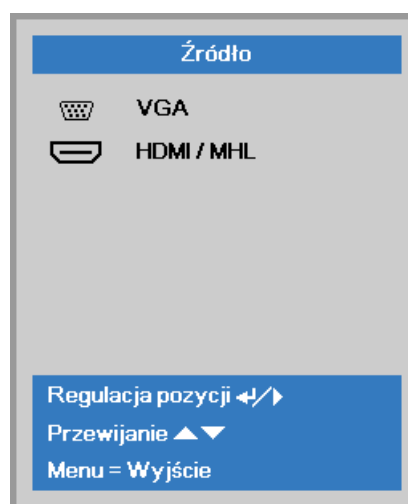 Źródło
VGA
HDMI / MHL
Regulacja pozycji ↵/▶
Przewijanie ▲▼
Menu = Wyjście